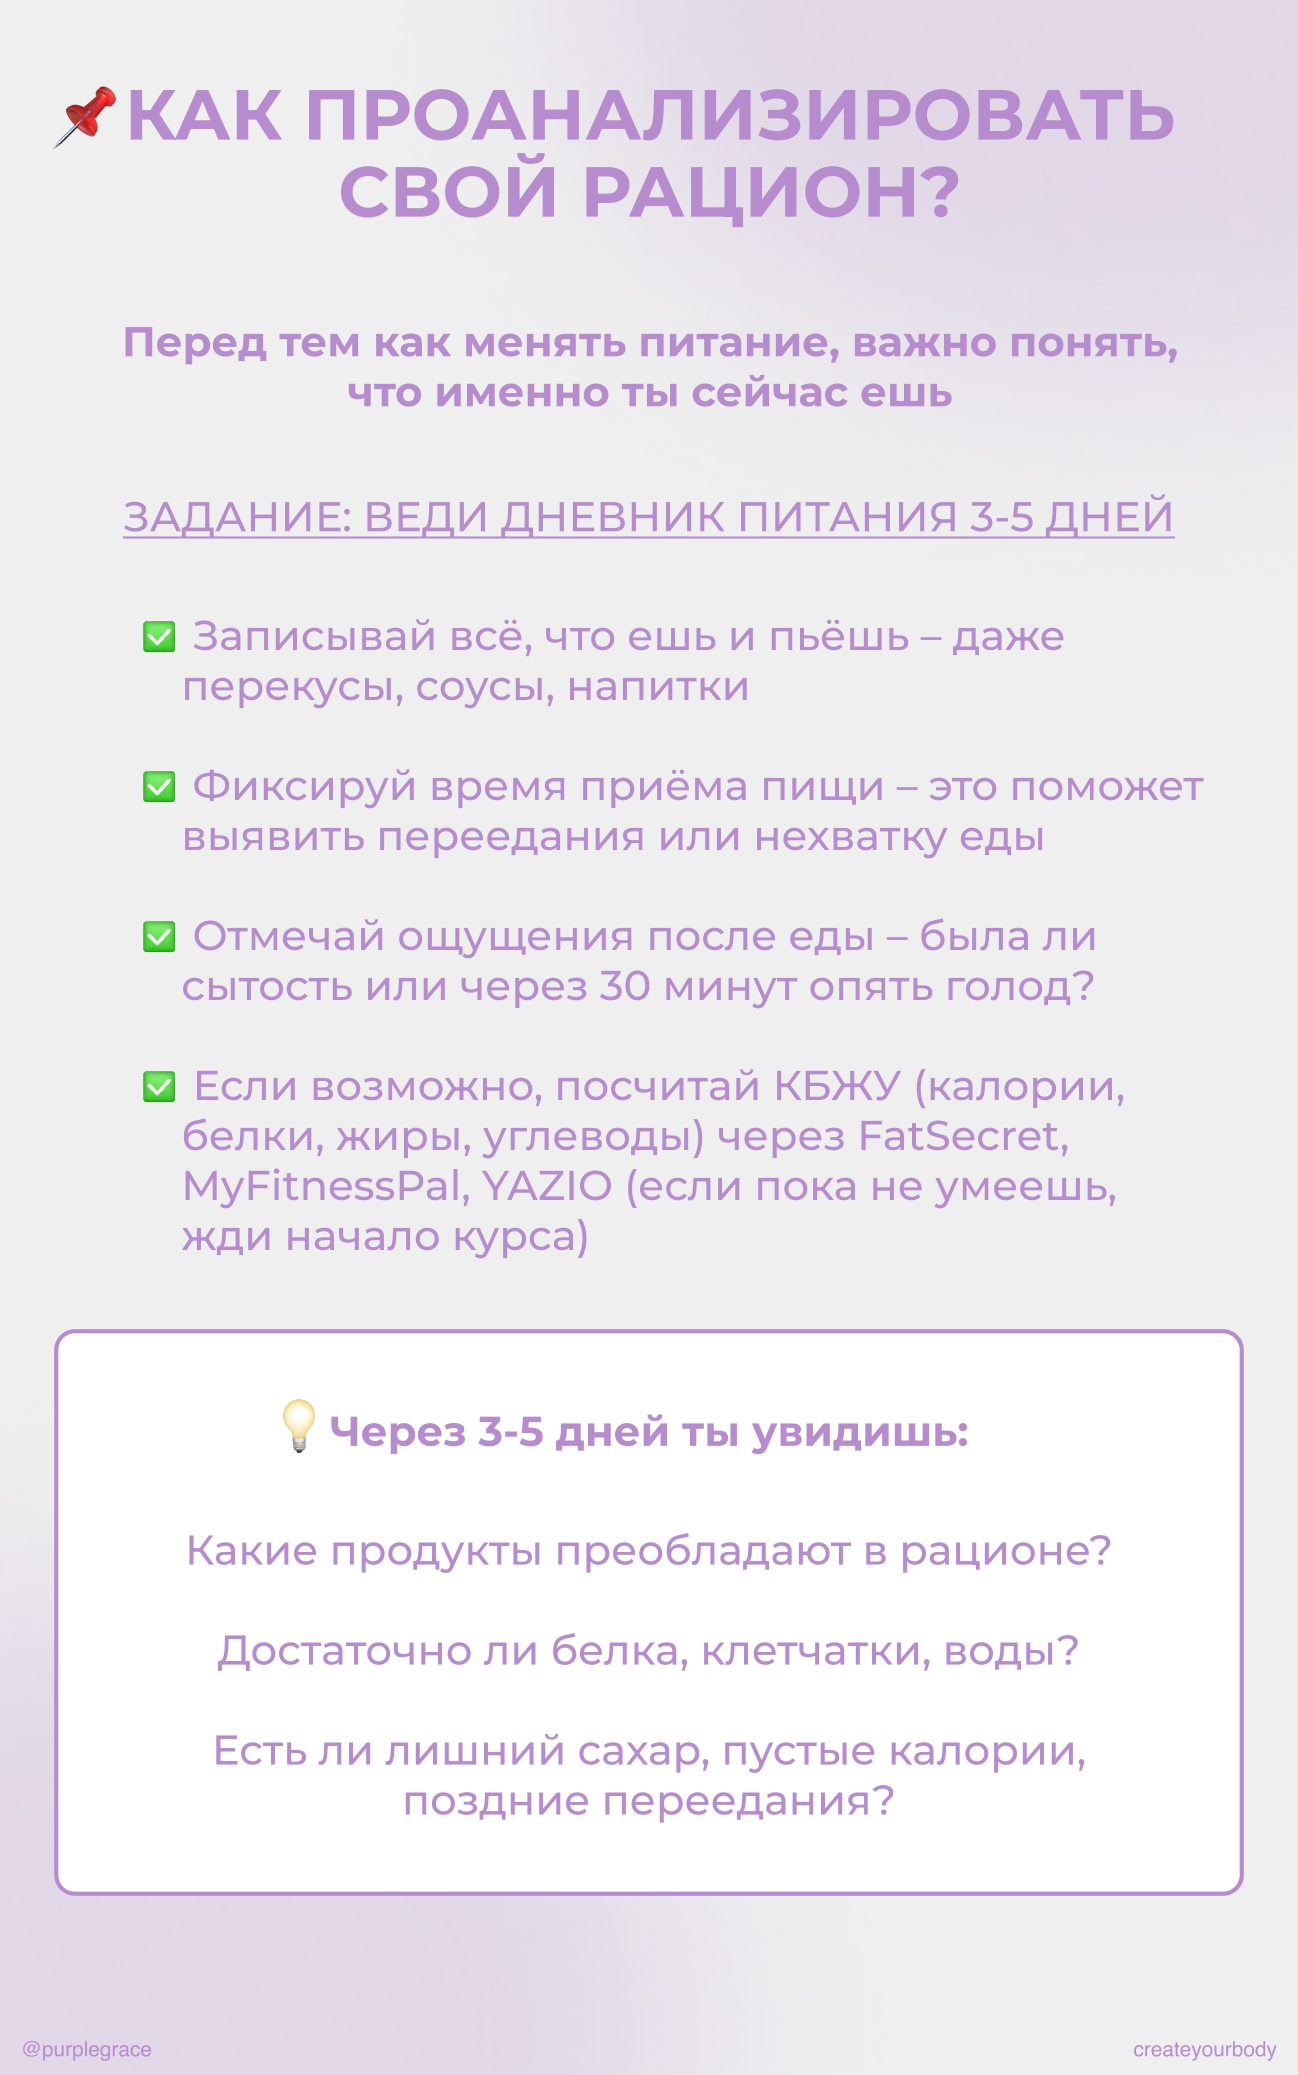 📌КАК ПРОАНАЛИЗИРОВАТЬ
СВОЙ РАЦИОН?
Перед тем как менять питание, важно понять,
что именно ты сейчас ешь
ЗАДАНИЕ: ВЕДИ ДНЕВНИК ПИТАНИЯ 3-5 ДНЕЙ
✅ Записывай всё, что ешь и пьёшь – даже
перекусы, соусы, напитки
✅ Фиксируй время приёма пищи – это поможет
выявить переедания или нехватку еды
✅ Отмечай ощущения после еды – была ли
сытость или через 30 минут опять голод?
✅ Если возможно, посчитай КБЖУ (калории,
белки, жиры, углеводы) через FatSecret,
MyFitnessPal, YAZIO (если пока не умеешь,
жди начало курса)
💡Через 3-5 дней ты увидишь:
Какие продукты преобладают в рационе?
Достаточно ли белка, клетчатки, воды?
Есть ли лишний сахар, пустые калории,
поздние переедания?
@purplegrace
createyourbody